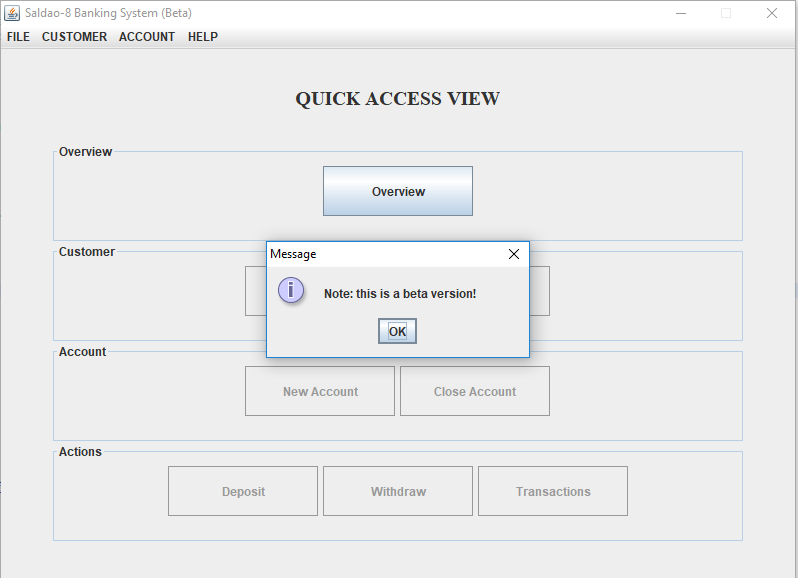 Saldao-8 Banking System (Beta)
FILE CUSTOMER ACCOUNT HELP
QUICK ACCESS VIEW
Overview
Overview
Customer
Message
Note: this is a beta version!
OK
Account
New Account Close Account
Actions
Deposit Withdraw Transactions